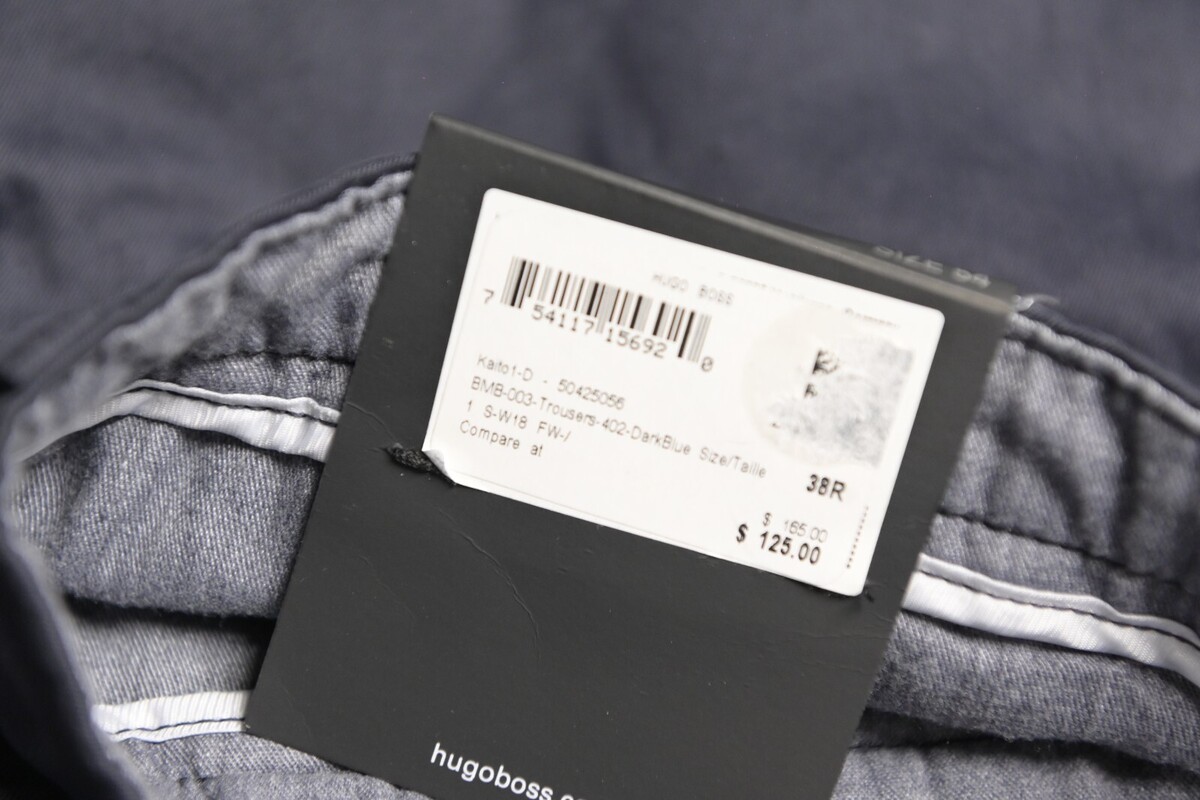 HUGO BOSS
7 54117 15692 0
Kaito1-D - 50425056
BMB-003-Trousers-402-DarkBlue Size/Taille
1 S-W18 FW-/
38R
Compare at
$ 165.00
$ 125.00
hugoboss